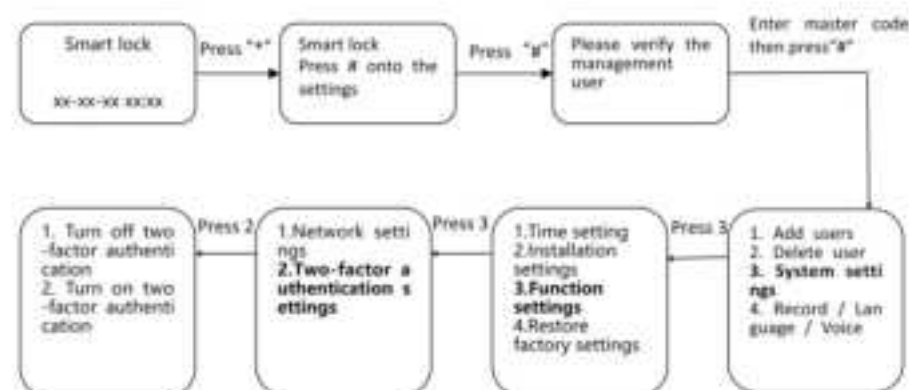 Smart lock
xx-xx-xx xx:xx
Press "*"
Smart lock
Press # onto the
settings
Press "#"
Please verify the
management
user
Enter master code
then press"#"
1. Add users
2. Delete user
3. System setti
ngs
4. Record / Lan
guage / Voice
Press 3
1.Time setting
2.Installation
settings
3.Function
settings
4.Restore
factory settings
Press 3
1.Network setti
ngs
2.Two-factor a
uthentication s
ettings
Press 2
1. Turn off two
-factor authenti
cation
2. Turn on two
-factor authenti
cation